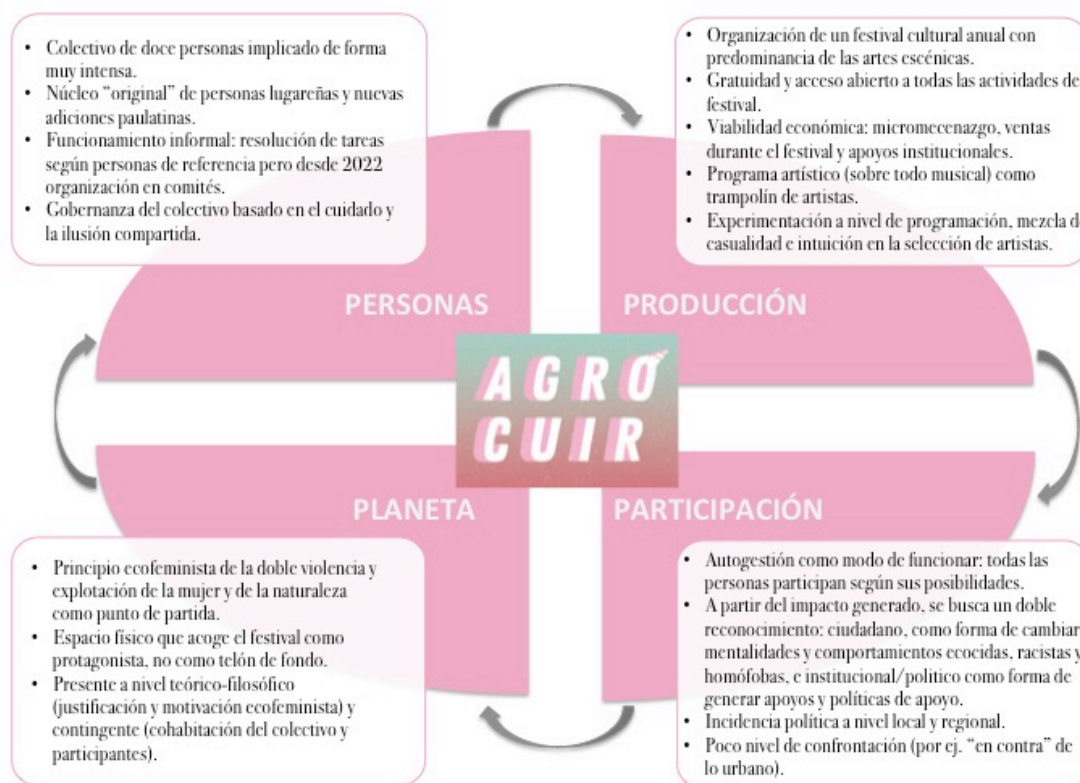 • Colectivo de doce personas implicado de forma
muy intensa.
• Núcleo “original” de personas lugareñas y nuevas
adiciones paulatinas.
• Funcionamiento informal: resolución de tareas
según personas de referencia pero desde 2022
organización en comités.
• Gobernanza del colectivo basado en el cuidado y
la ilusión compartida.
• Organización de un festival cultural anual con
predominancia de las artes escénicas.
• Gratuidad y acceso abierto a todas las actividades de
festival.
• Viabilidad económica: micromecenazgo, ventas
durante el festival y apoyos institucionales.
• Programa artístico (sobre todo musical) como
trampolín de artistas.
• Experimentación a nivel de programación, mezcla d
casualidad e intuición en la selección de artistas.
PERSONAS
PRODUCCIÓN
AGRO
CUIR
PLANETA
PARTICIPACIÓN
• Principio ecofeminista de la doble violencia y
explotación de la mujer y de la naturaleza
como punto de partida.
• Espacio físico que acoge el festival como
protagonista, no como telón de fondo.
• Presente a nivel teórico-filosófico
(justificación y motivación ecofeminista) y
contingente (cohabitación del colectivo y
participantes).
• Autogestión como modo de funcionar: todas las
personas participan según sus posibilidades.
• A partir del impacto generado, se busca un doble
reconocimiento: ciudadano, como forma de cambiar
mentalidades y comportamientos ecocidas, racistas y
homófobas, e institucional/politico como forma de
generar apoyos y políticas de apoyo.
• Incidencia política a nivel local y regional.
• Poco nivel de confrontación (por ej. “en contra” de
lo urbano).